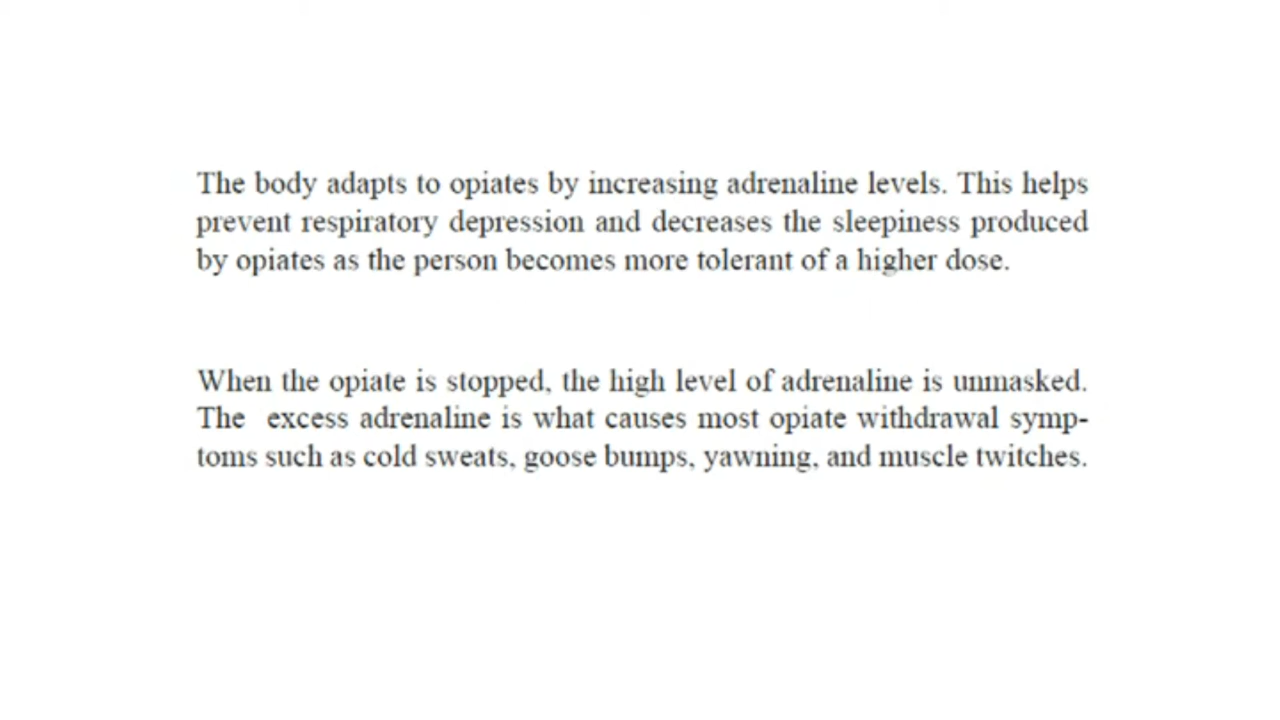 The body adapts to opiates by increasing adrenaline levels. This helps
prevent respiratory depression and decreases the sleepiness produced
by opiates as the person becomes more tolerant of a higher dose.
When the opiate is stopped, the high level of adrenaline is unmasked.
The excess adrenaline is what causes most opiate withdrawal symp-
toms such as cold sweats, goose bumps, yawning, and muscle twitches.